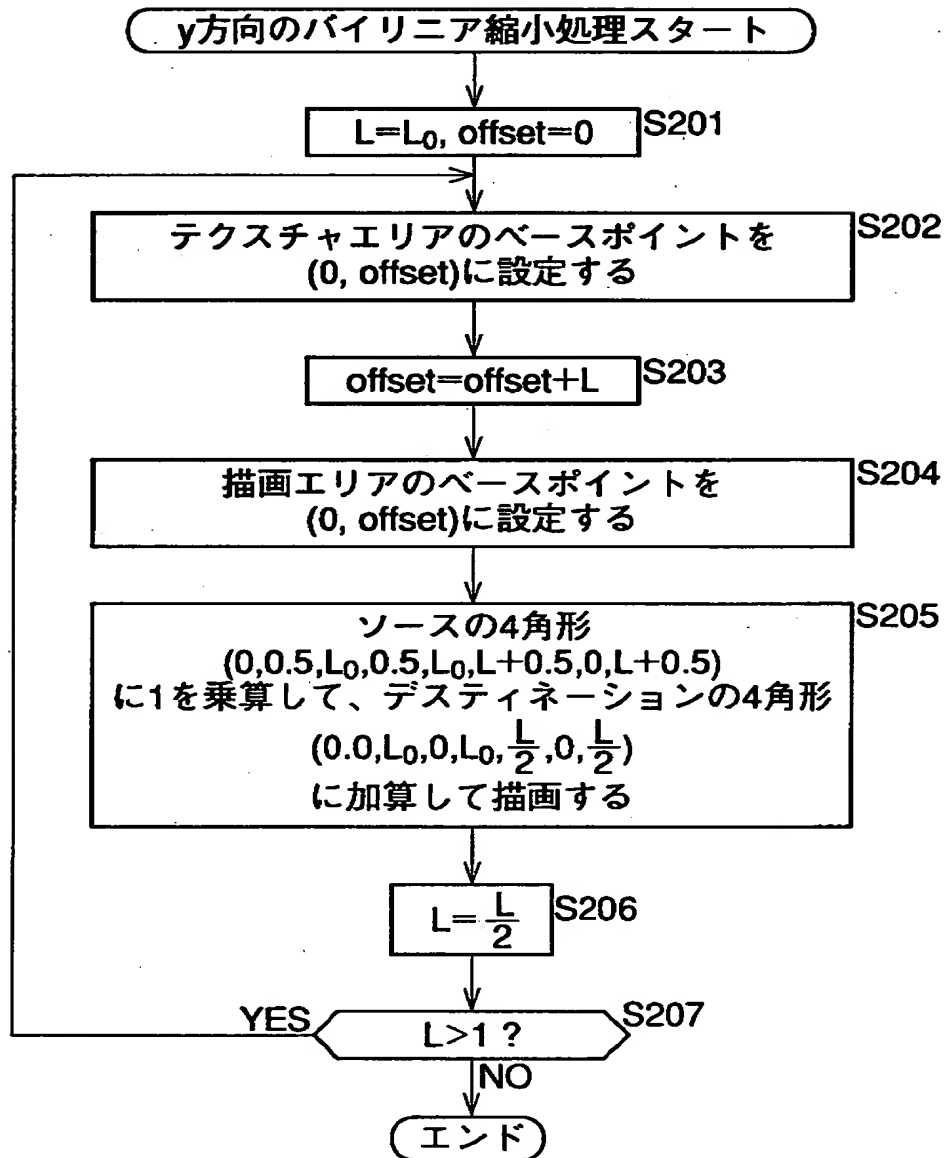 y方向のバイリニア縮小処理スタート
L=L₀, offset=0
S201
テクスチャエリアのベースポイントを
(0, offset)に設定する
S202
offset=offset+L
S203
描画エリアのベースポイントを
(0, offset)に設定する
S204
ソースの4角形
(0,0.5,L₀,0.5,L₀,L+0.5,0,L+0.5)
に1を乗算して、デスティネーションの4角形
(0.0,L₀,0,L₀,L/2,0,L/2)
に加算して描画する
S205
L=L/2
S206
L>1 ?
S207
YES
NO
エンド